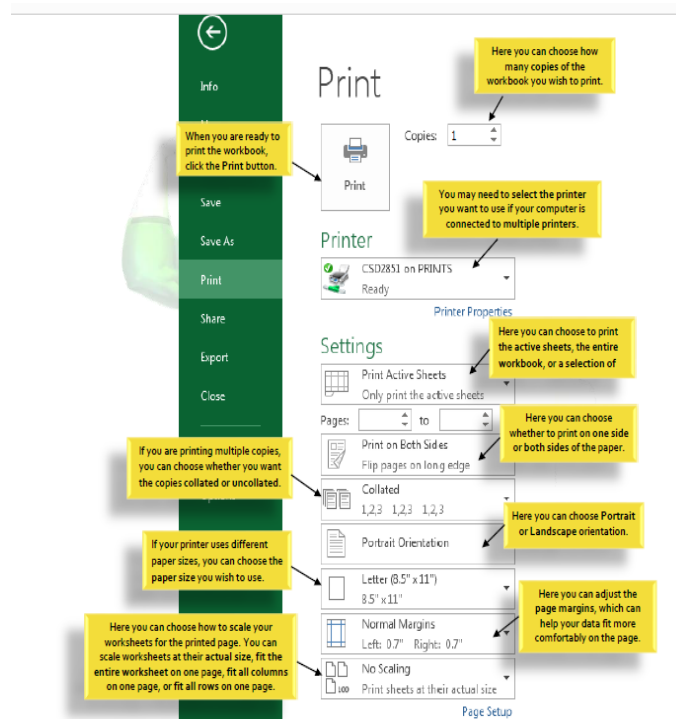 Info
Save
Save As
Print
Share
Export
Close
Print
Here you can choose how
many copies of the
workbook you wish to print.
When you are ready to
print the workbook,
click the Print button.
Print
Copies: 1
You may need to select the printer
you want to use if your computer is
connected to multiple printers.
Printer
CSD2851 on PRINTS
Ready
Printer Properties
Here you can choose to print
the active sheets, the entire
workbook, or a selection of
Settings
Print Active Sheets
Only print the active sheets
Pages: to
Here you can choose
whether to print on one side
or both sides of the paper.
Print on Both Sides
Flip pages on long edge
If you are printing multiple copies,
you can choose whether you want
the copies collated or uncollated.
Collated
1,2,3 1,2,3 1,2,3
Here you can choose Portrait
or Landscape orientation.
Portrait Orientation
If your printer uses different
paper sizes, you can choose the
paper size you wish to use.
Letter (8.5" x 11")
8.5" x 11"
Here you can adjust the
page margins, which can
help your data fit more
comfortably on the page.
Normal Margins
Left: 0.7" Right: 0.7"
Here you can choose how to scale your
worksheets for the printed page. You can
scale worksheets at their actual size, fit the
entire worksheet on one page, fit all columns
on one page, or fit all rows on one page.
No Scaling
100 Print sheets at their actual size
Page Setup